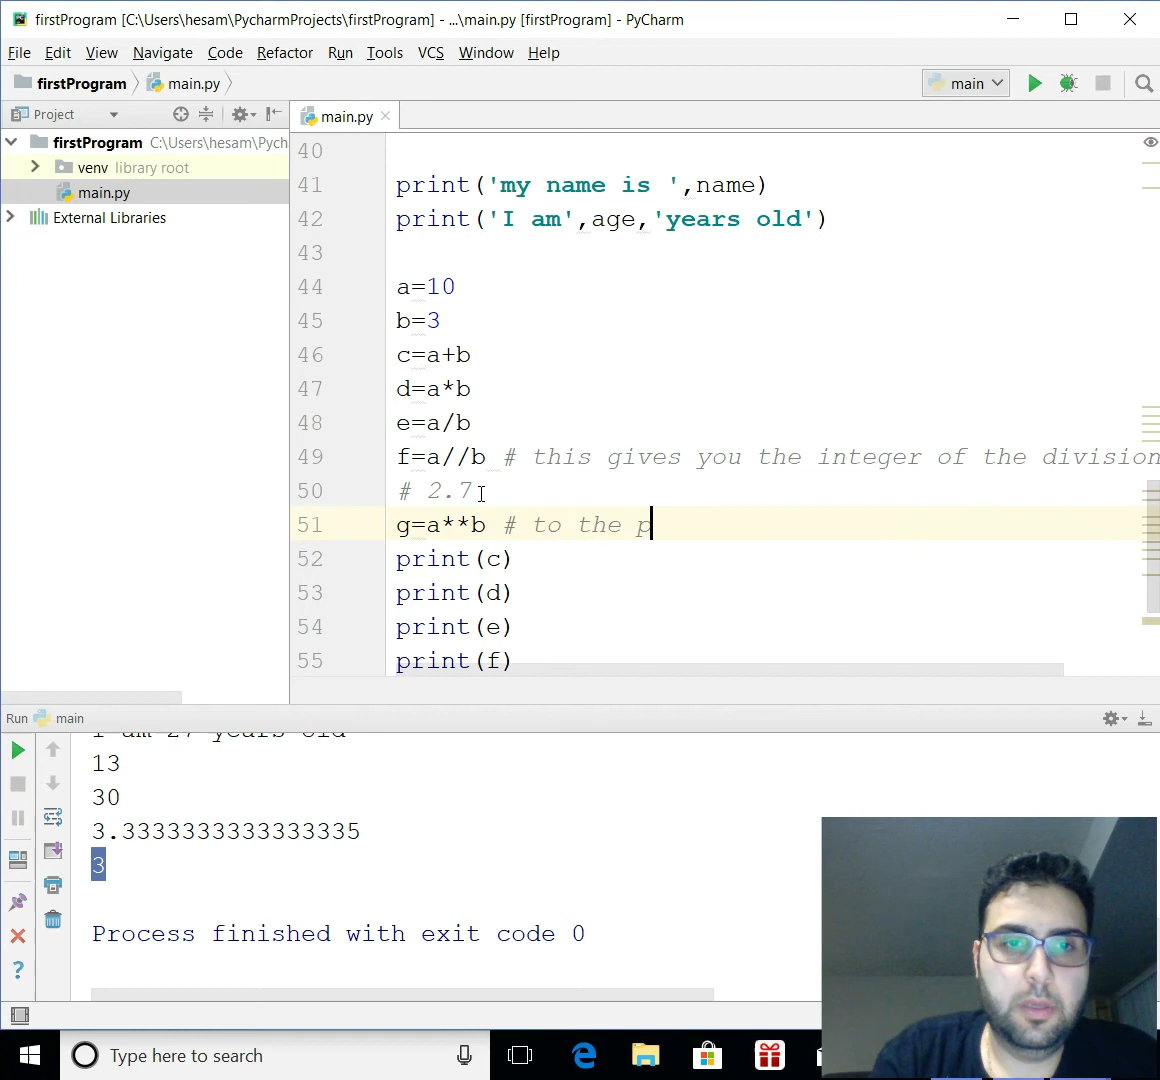 firstProgram [C:\Users\hesam\PycharmProjects\firstProgram] - ...\main.py [firstProgram] - PyCharm
File Edit View Navigate Code Refactor Run Tools VCS Window Help
firstProgram main.py main
Project main.py
firstProgram C:\Users\hesam\Pych
venv library root
main.py
External Libraries
40
41 print('my name is ',name)
42 print('I am',age,'years old')
43
44 a=10
45 b=3
46 c=a+b
47 d=a*b
48 e=a/b
49 f=a//b # this gives you the integer of the division
50 # 2.7
51 g=a**b # to the p
52 print(c)
53 print(d)
54 print(e)
55 print(f)
Run main
I am 27 years old
13
30
3.3333333333333335
3
Process finished with exit code 0
Type here to search